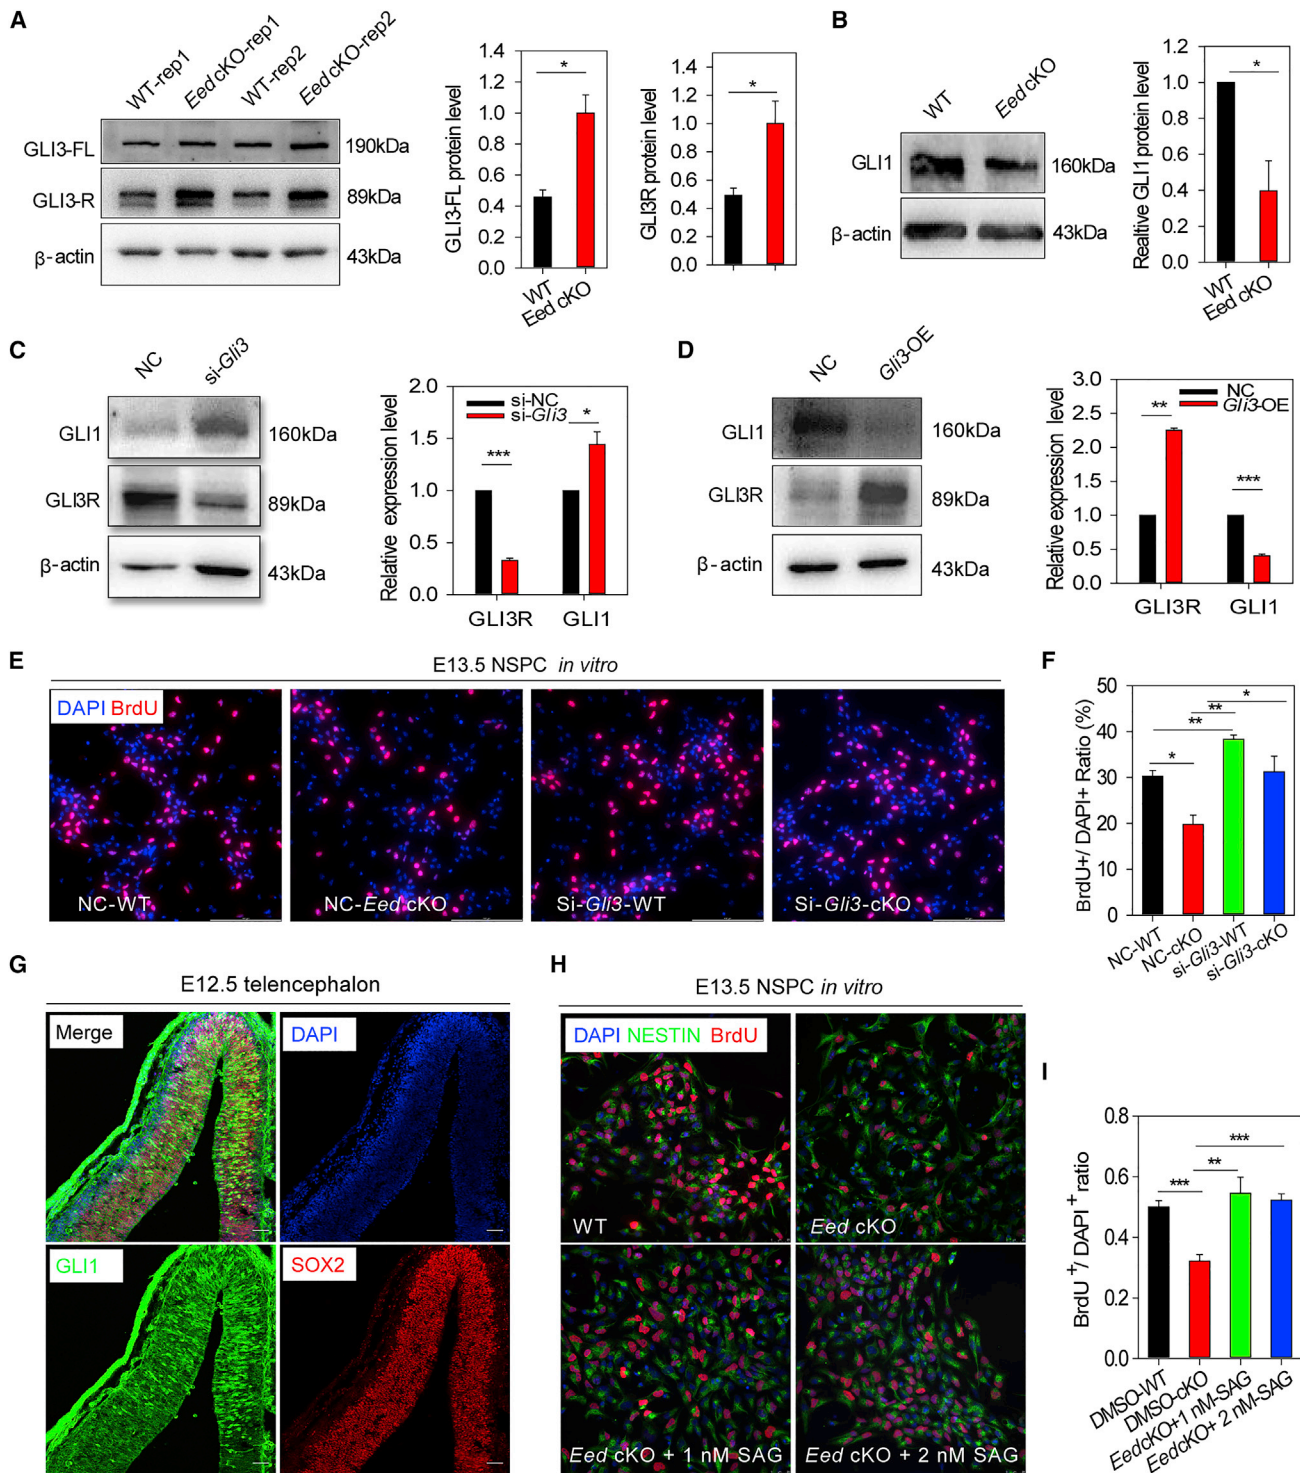 A
WT-rep1
Eed cKO-rep1
WT-rep2
Eed cKO-rep2
GLI3-FL
190kDa
GLI3-R
89kDa
β-actin
43kDa
GLI3-FL protein level
1.4
1.2
1.0
0.8
0.6
0.4
0.2
0.0
*
WT
Eed cKO
GLI3R protein level
1.4
1.2
1.0
0.8
0.6
0.4
0.2
0.0
*
B
WT
Eed cKO
GLI1
160kDa
β-actin
43kDa
Realtive GLI1 protein level
1.2
1.0
0.8
0.6
0.4
0.2
0.0
*
WT
Eed cKO
C
NC
si-Gli3
GLI1
160kDa
GLI3R
89kDa
β-actin
43kDa
Relative expression level
2.0
1.5
1.0
0.5
0.0
si-NC
si-Gli3
***
*
GLI3R
GLI1
D
NC
Gli3-OE
GLI1
160kDa
GLI3R
89kDa
β-actin
43kDa
Relative expression level
3.0
2.5
2.0
1.5
1.0
0.5
0.0
NC
Gli3-OE
**
***
GLI3R
GLI1
E
E13.5 NSPC in vitro
DAPI BrdU
NC-WT
NC-Eed cKO
Si-Gli3-WT
Si-Gli3-cKO
F
BrdU+/ DAPI+ Ratio (%)
50
40
30
20
10
0
*
**
**
*
NC-WT
NC-cKO
si-Gli3-WT
si-Gli3-cKO
G
E12.5 telencephalon
Merge
DAPI
GLI1
SOX2
H
E13.5 NSPC in vitro
DAPI NESTIN BrdU
WT
Eed cKO
Eed cKO + 1 nM SAG
Eed cKO + 2 nM SAG
I
BrdU+/ DAPI+ ratio
0.8
0.6
0.4
0.2
0.0
***
**
***
DMSO-WT
DMSO-cKO
EedcKO+1 nM-SAG
EedcKO+ 2 nM-SAG